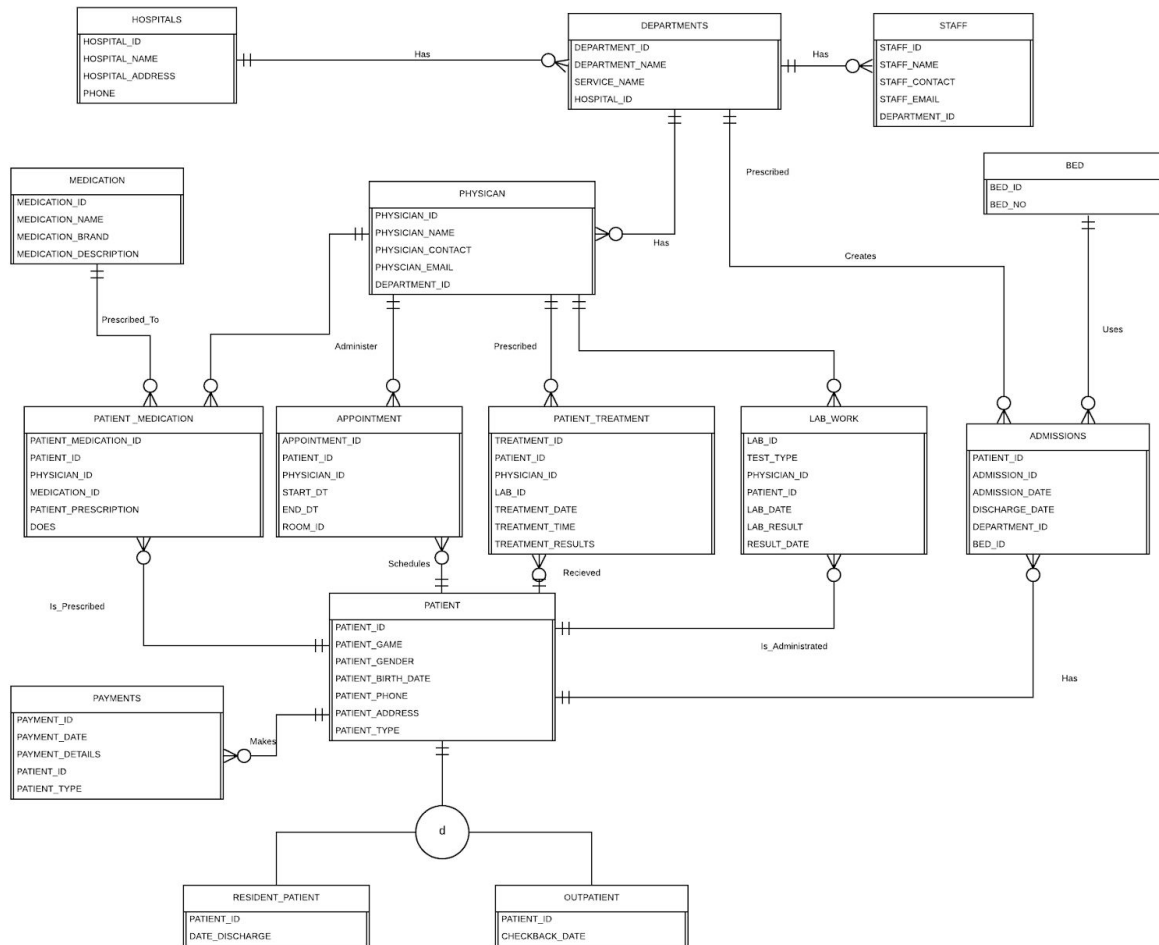 HOSPITALS
HOSPITAL_ID
HOSPITAL_NAME
HOSPITAL_ADDRESS
PHONE
Has
DEPARTMENTS
DEPARTMENT_ID
DEPARTMENT_NAME
SERVICE_NAME
HOSPITAL_ID
Has
STAFF
STAFF_ID
STAFF_NAME
STAFF_CONTACT
STAFF_EMAIL
DEPARTMENT_ID
MEDICATION
MEDICATION_ID
MEDICATION_NAME
MEDICATION_BRAND
MEDICATION_DESCRIPTION
PHYSICAN
PHYSICIAN_ID
PHYSICIAN_NAME
PHYSICIAN_CONTACT
PHYSCIAN_EMAIL
DEPARTMENT_ID
Has
Prescribed
Creates
BED
BED_ID
BED_NO
Uses
Prescribed_To
Administer
Prescribed
PATIENT _MEDICATION
PATIENT_MEDICATION_ID
PATIENT_ID
PHYSICIAN_ID
MEDICATION_ID
PATIENT_PRESCRIPTION
DOES
APPOINTMENT
APPOINTMENT_ID
PATIENT_ID
PHYSICIAN_ID
START_DT
END_DT
ROOM_ID
PATIENT_TREATMENT
TREATMENT_ID
PATIENT_ID
PHYSICIAN_ID
LAB_ID
TREATMENT_DATE
TREATMENT_TIME
TREATMENT_RESULTS
LAB_WORK
LAB_ID
TEST_TYPE
PHYSICIAN_ID
PATIENT_ID
LAB_DATE
LAB_RESULT
RESULT_DATE
ADMISSIONS
PATIENT_ID
ADMISSION_ID
ADMISSION_DATE
DISCHARGE_DATE
DEPARTMENT_ID
BED_ID
Is_Prescribed
Schedules
Recieved
Is_Administrated
Has
PATIENT
PATIENT_ID
PATIENT_GAME
PATIENT_GENDER
PATIENT_BIRTH_DATE
PATIENT_PHONE
PATIENT_ADDRESS
PATIENT_TYPE
PAYMENTS
PAYMENT_ID
PAYMENT_DATE
PAYMENT_DETAILS
PATIENT_ID
PATIENT_TYPE
Makes
d
RESIDENT_PATIENT
PATIENT_ID
DATE_DISCHARGE
OUTPATIENT
PATIENT_ID
CHECKBACK_DATE